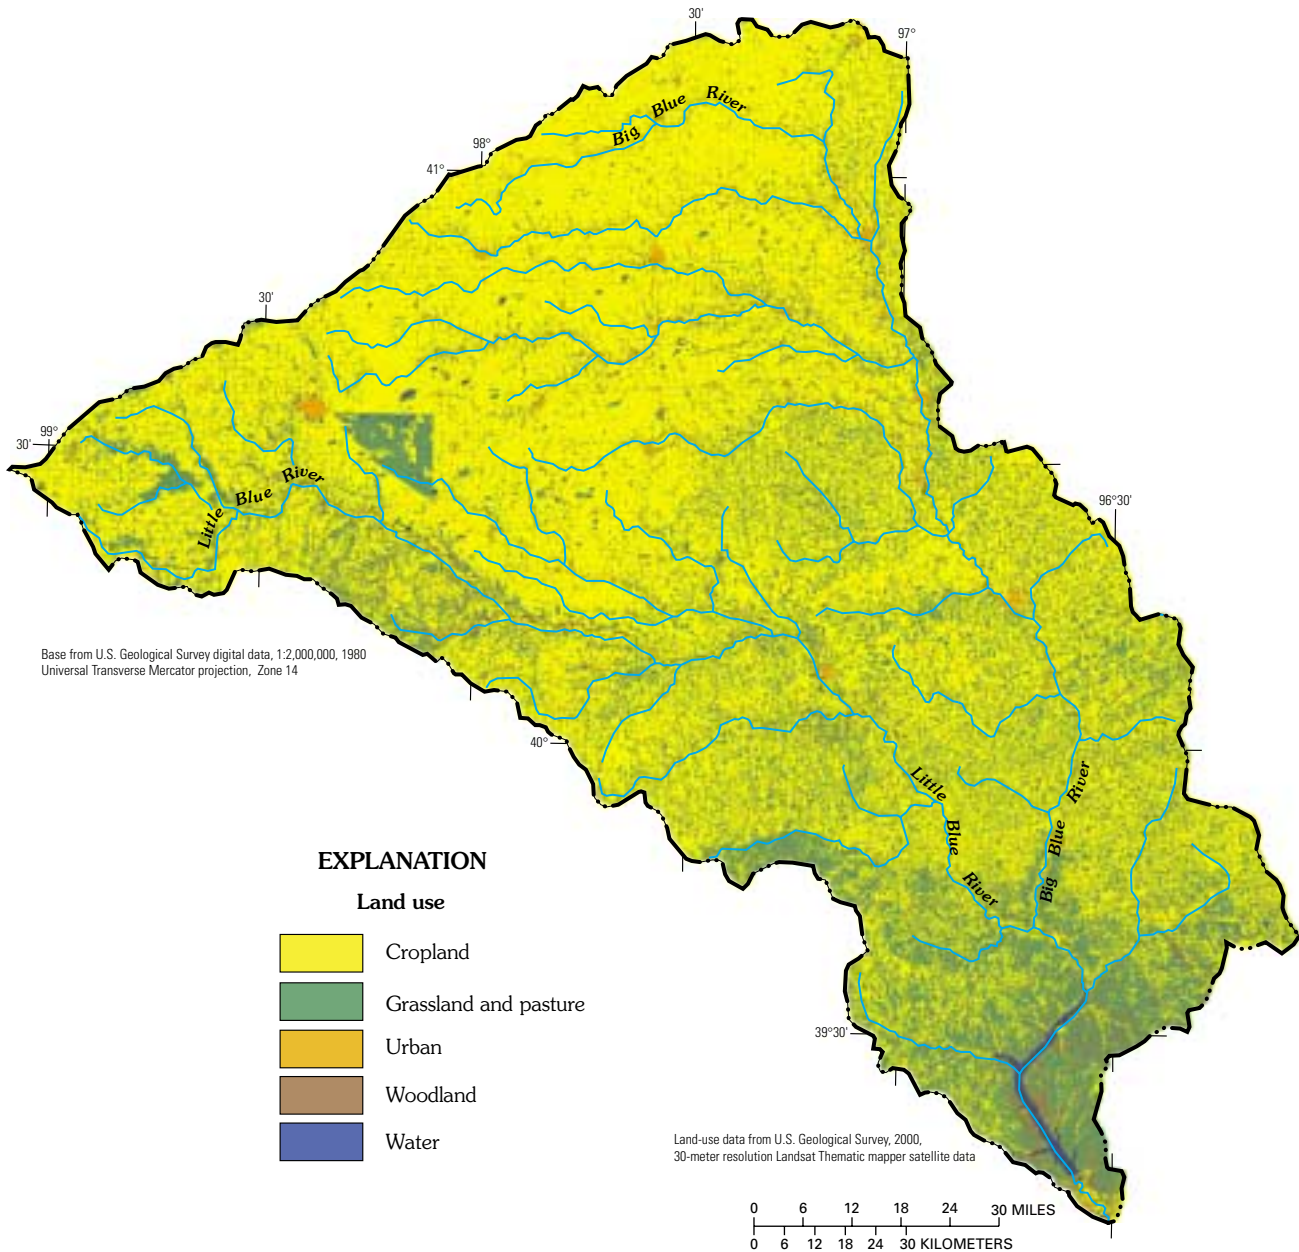 30'
97°
Big Blue River
98°
41°
30'
99°
30'
Little Blue River
96°30'
Base from U.S. Geological Survey digital data, 1:2,000,000, 1980
Universal Transverse Mercator projection, Zone 14
40°
Little Blue River
Big Blue River
EXPLANATION
Land use
Cropland
Grassland and pasture
Urban
Woodland
Water
39°30'
Land-use data from U.S. Geological Survey, 2000,
30-meter resolution Landsat Thematic mapper satellite data
0 6 12 18 24 30 MILES
0 6 12 18 24 30 KILOMETERS